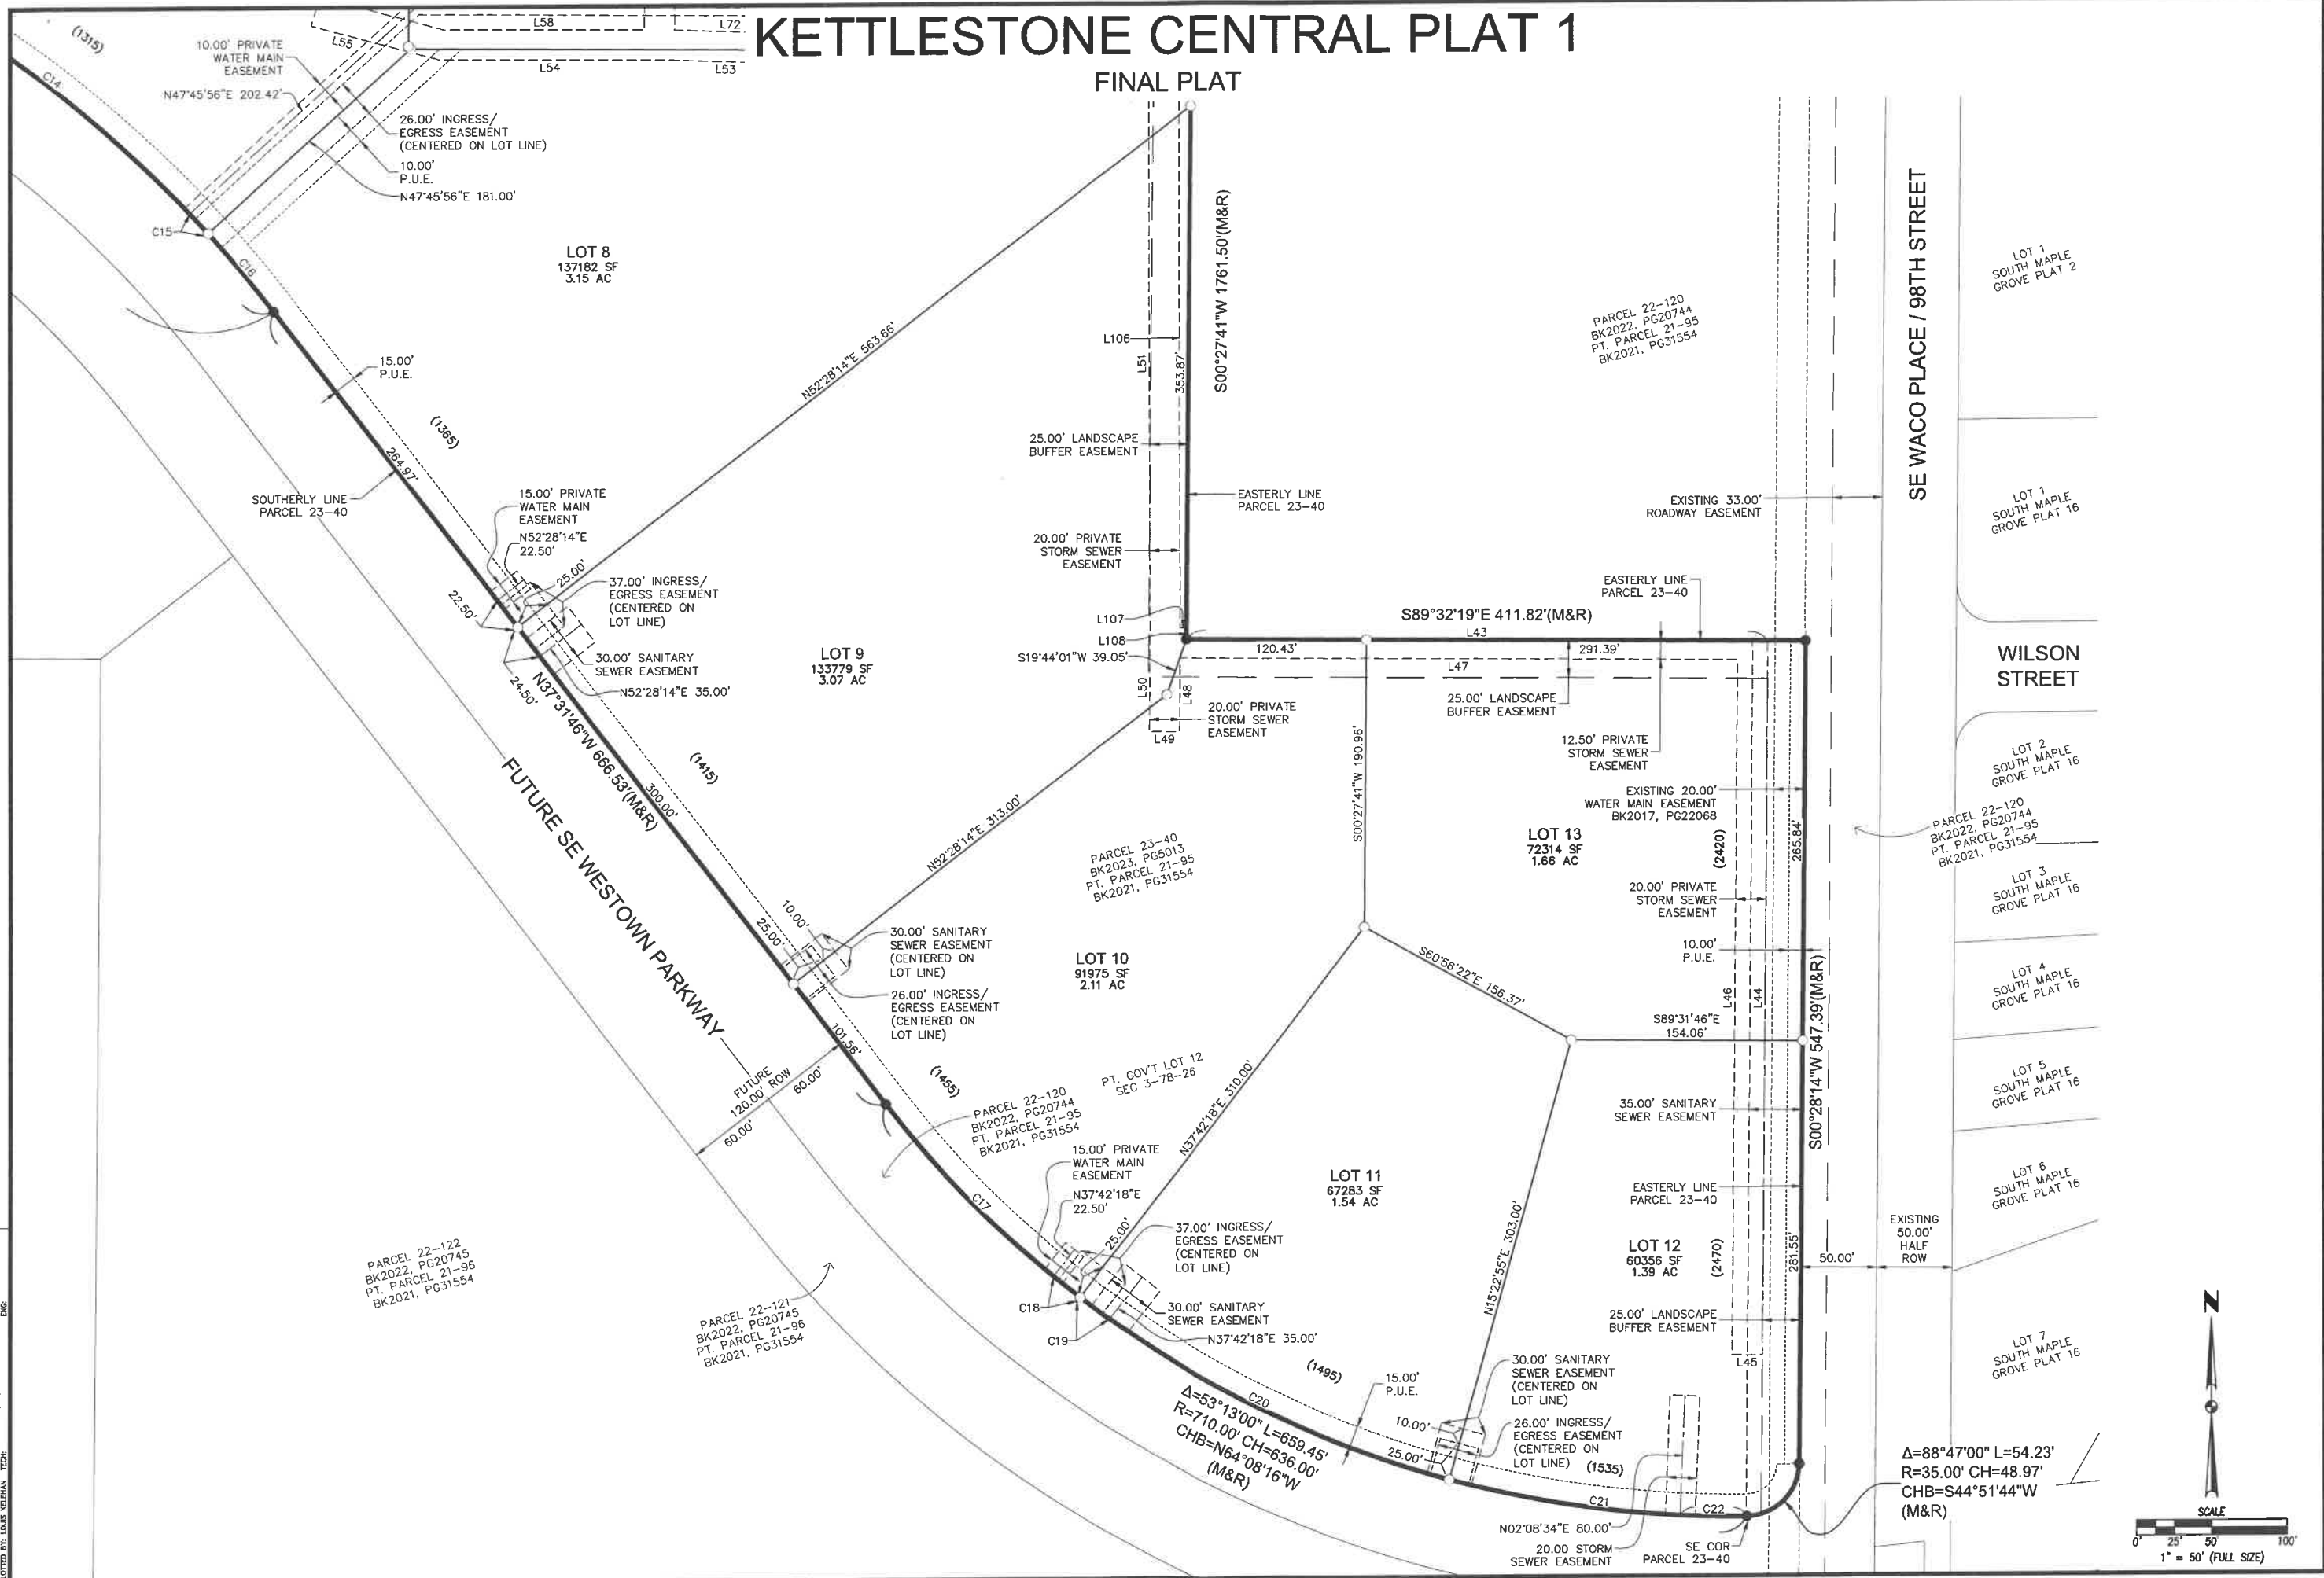 KETTLESTONE CENTRAL PLAT 1
FINAL PLAT
(1315)
C14
L55
L58
L72
L54
L53
10.00' PRIVATE
WATER MAIN
EASEMENT
N47°45'56"E 202.42'
26.00' INGRESS/
EGRESS EASEMENT
(CENTERED ON LOT LINE)
10.00'
P.U.E.
N47°45'56"E 181.00'
C15
C16
LOT 8
137182 SF
3.15 AC
15.00'
P.U.E.
(1365)
264.97'
SOUTHERLY LINE
PARCEL 23-40
N52°28'14"E 563.66'
15.00' PRIVATE
WATER MAIN
EASEMENT
N52°28'14"E
22.50'
25.00'
37.00' INGRESS/
EGRESS EASEMENT
(CENTERED ON
LOT LINE)
22.50'
24.50'
30.00' SANITARY
SEWER EASEMENT
N52°28'14"E 35.00'
LOT 9
133779 SF
3.07 AC
N37°31'46"W 666.53'(M&R)
300.00'
(1415)
FUTURE SE WESTOWN PARKWAY
L106
L51
353.87'
S00°27'41"W 1761.50'(M&R)
25.00' LANDSCAPE
BUFFER EASEMENT
EASTERLY LINE
PARCEL 23-40
20.00' PRIVATE
STORM SEWER
EASEMENT
L107
L108
S19°44'01"W 39.05'
L50
L48
L49
20.00' PRIVATE
STORM SEWER
EASEMENT
N52°28'14"E 313.00'
PARCEL 22-120
BK2022, PG20744
PT. PARCEL 21-95
BK2021, PG31554
EXISTING 33.00'
ROADWAY EASEMENT
EASTERLY LINE
PARCEL 23-40
S89°32'19"E 411.82'(M&R)
L43
120.43'
291.39'
L47
25.00' LANDSCAPE
BUFFER EASEMENT
12.50' PRIVATE
STORM SEWER
EASEMENT
S00°27'41"W 190.96'
EXISTING 20.00'
WATER MAIN EASEMENT
BK2017, PG22068
LOT 13
72314 SF
1.66 AC
(2420)
265.84'
20.00' PRIVATE
STORM SEWER
EASEMENT
10.00'
P.U.E.
L46
L44
S60°56'22"E 156.37'
S89°31'46"E
154.06'
S00°28'14"W 547.39'(M&R)
SE WACO PLACE / 98TH STREET
LOT 1
SOUTH MAPLE
GROVE PLAT 2
LOT 1
SOUTH MAPLE
GROVE PLAT 16
WILSON
STREET
LOT 2
SOUTH MAPLE
GROVE PLAT 16
PARCEL 22-120
BK2022, PG20744
PT. PARCEL 21-95
BK2021, PG31554
LOT 3
SOUTH MAPLE
GROVE PLAT 16
LOT 4
SOUTH MAPLE
GROVE PLAT 16
LOT 5
SOUTH MAPLE
GROVE PLAT 16
LOT 6
SOUTH MAPLE
GROVE PLAT 16
LOT 7
SOUTH MAPLE
GROVE PLAT 16
PARCEL 23-40
BK2023, PG5013
PT. PARCEL 21-95
BK2021, PG31554
10.00'
25.00'
30.00' SANITARY
SEWER EASEMENT
(CENTERED ON
LOT LINE)
26.00' INGRESS/
EGRESS EASEMENT
(CENTERED ON
LOT LINE)
LOT 10
91975 SF
2.11 AC
101.56'
(1455)
FUTURE
120.00' ROW
60.00'
60.00'
PARCEL 22-120
BK2022, PG20744
PT. PARCEL 21-95
BK2021, PG31554
PT. GOV'T LOT 12
SEC 3-78-26
C17
N37°42'18"E 310.00'
15.00' PRIVATE
WATER MAIN
EASEMENT
N37°42'18"E
22.50'
25.00'
37.00' INGRESS/
EGRESS EASEMENT
(CENTERED ON
LOT LINE)
C18
C19
30.00' SANITARY
SEWER EASEMENT
N37°42'18"E 35.00'
LOT 11
67283 SF
1.54 AC
N15°22'55"E 303.00'
35.00' SANITARY
SEWER EASEMENT
EASTERLY LINE
PARCEL 23-40
LOT 12
60356 SF
1.39 AC
(2470)
281.55'
50.00'
EXISTING
50.00'
HALF
ROW
25.00' LANDSCAPE
BUFFER EASEMENT
L45
PARCEL 22-122
BK2022, PG20745
PT. PARCEL 21-96
BK2021, PG31554
PARCEL 22-121
BK2022, PG20745
PT. PARCEL 21-96
BK2021, PG31554
(1495)
C20
Δ=53°13'00" L=659.45'
R=710.00' CH=636.00'
CHB=N64°08'16"W
(M&R)
15.00'
P.U.E.
10.00'
25.00'
30.00' SANITARY
SEWER EASEMENT
(CENTERED ON
LOT LINE)
26.00' INGRESS/
EGRESS EASEMENT
(CENTERED ON
LOT LINE)
(1535)
C21
C22
N02°08'34"E 80.00'
20.00 STORM
SEWER EASEMENT
SE COR
PARCEL 23-40
Δ=88°47'00" L=54.23'
R=35.00' CH=48.97'
CHB=S44°51'44"W
(M&R)
N
SCALE
0' 25' 50' 100'
1" = 50' (FULL SIZE)
ENG:
TECH:
PLOTTED BY: LOUIS KELEHAN